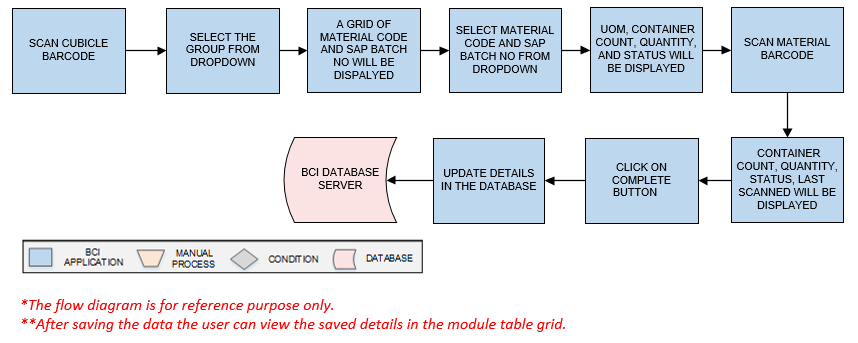 SCAN CUBICLE
BARCODE
SELECT THE
GROUP FROM
DROPDOWN
A GRID OF
MATERIAL CODE
AND SAP BATCH
NO WILL BE
DISPALYED
SELECT MATERIAL
CODE AND SAP
BATCH NO FROM
DROPDOWN
UOM, CONTAINER
COUNT, QUANTITY,
AND STATUS WILL
BE DISPLAYED
SCAN MATERIAL
BARCODE
CONTAINER
COUNT, QUANTITY,
STATUS, LAST
SCANNED WILL BE
DISPLAYED
CLICK ON
COMPLETE
BUTTON
UPDATE DETAILS
IN THE DATABASE
BCI DATABASE
SERVER
BCI
APPLICATION
MANUAL
PROCESS
CONDITION
DATABASE
*The flow diagram is for reference purpose only.
**After saving the data the user can view the saved details in the module table grid.